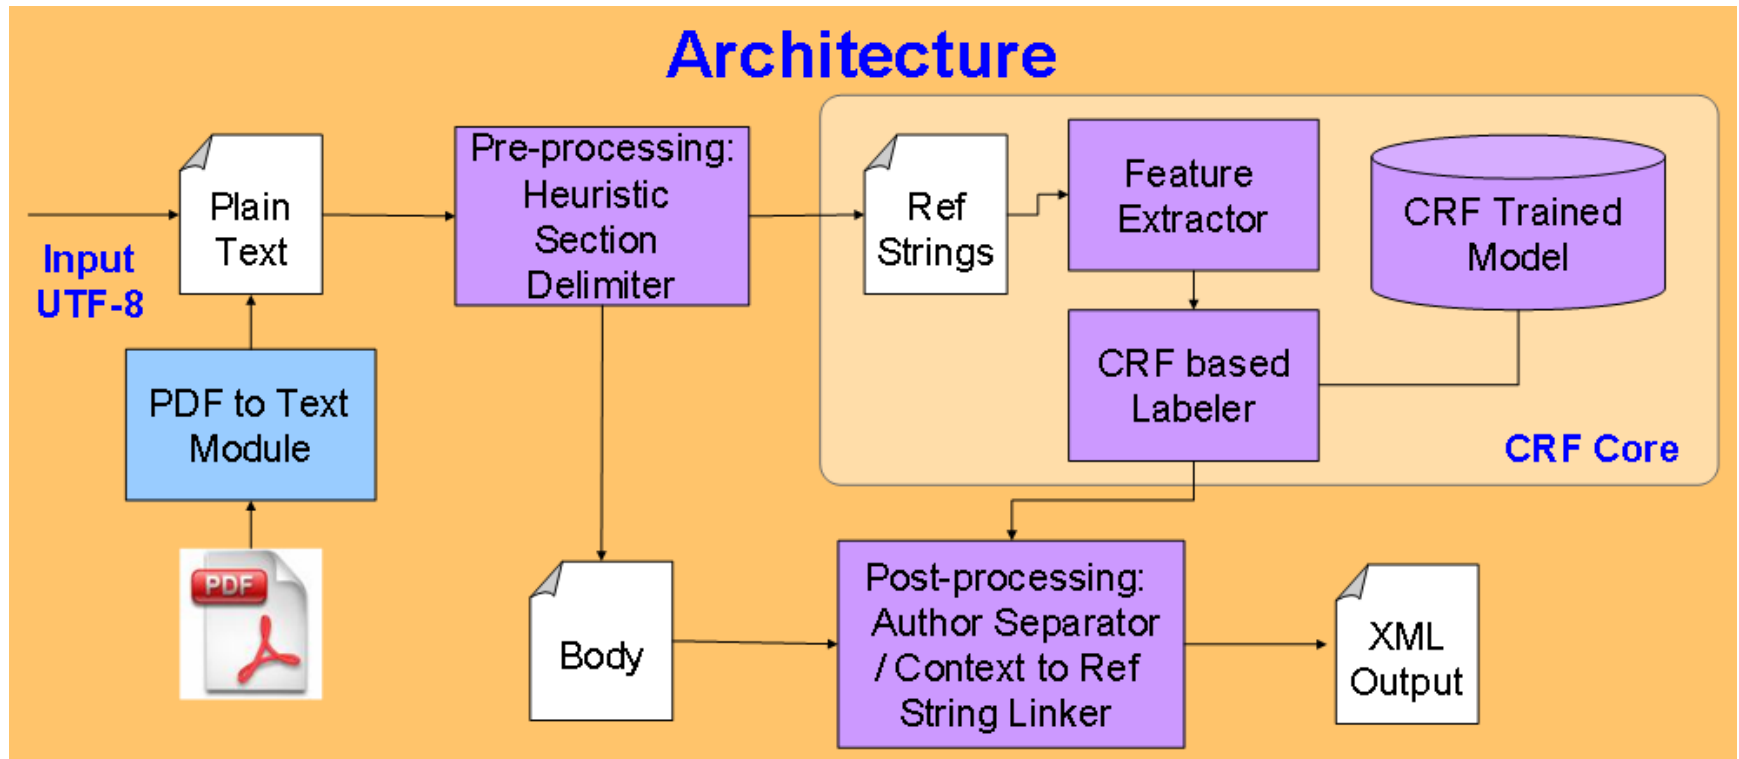 Architecture
Input
UTF-8
Plain
Text
PDF to Text
Module
PDF
Pre-processing:
Heuristic
Section
Delimiter
Ref
Strings
Feature
Extractor
CRF Trained
Model
CRF based
Labeler
CRF Core
Body
Post-processing:
Author Separator
/ Context to Ref
String Linker
XML
Output